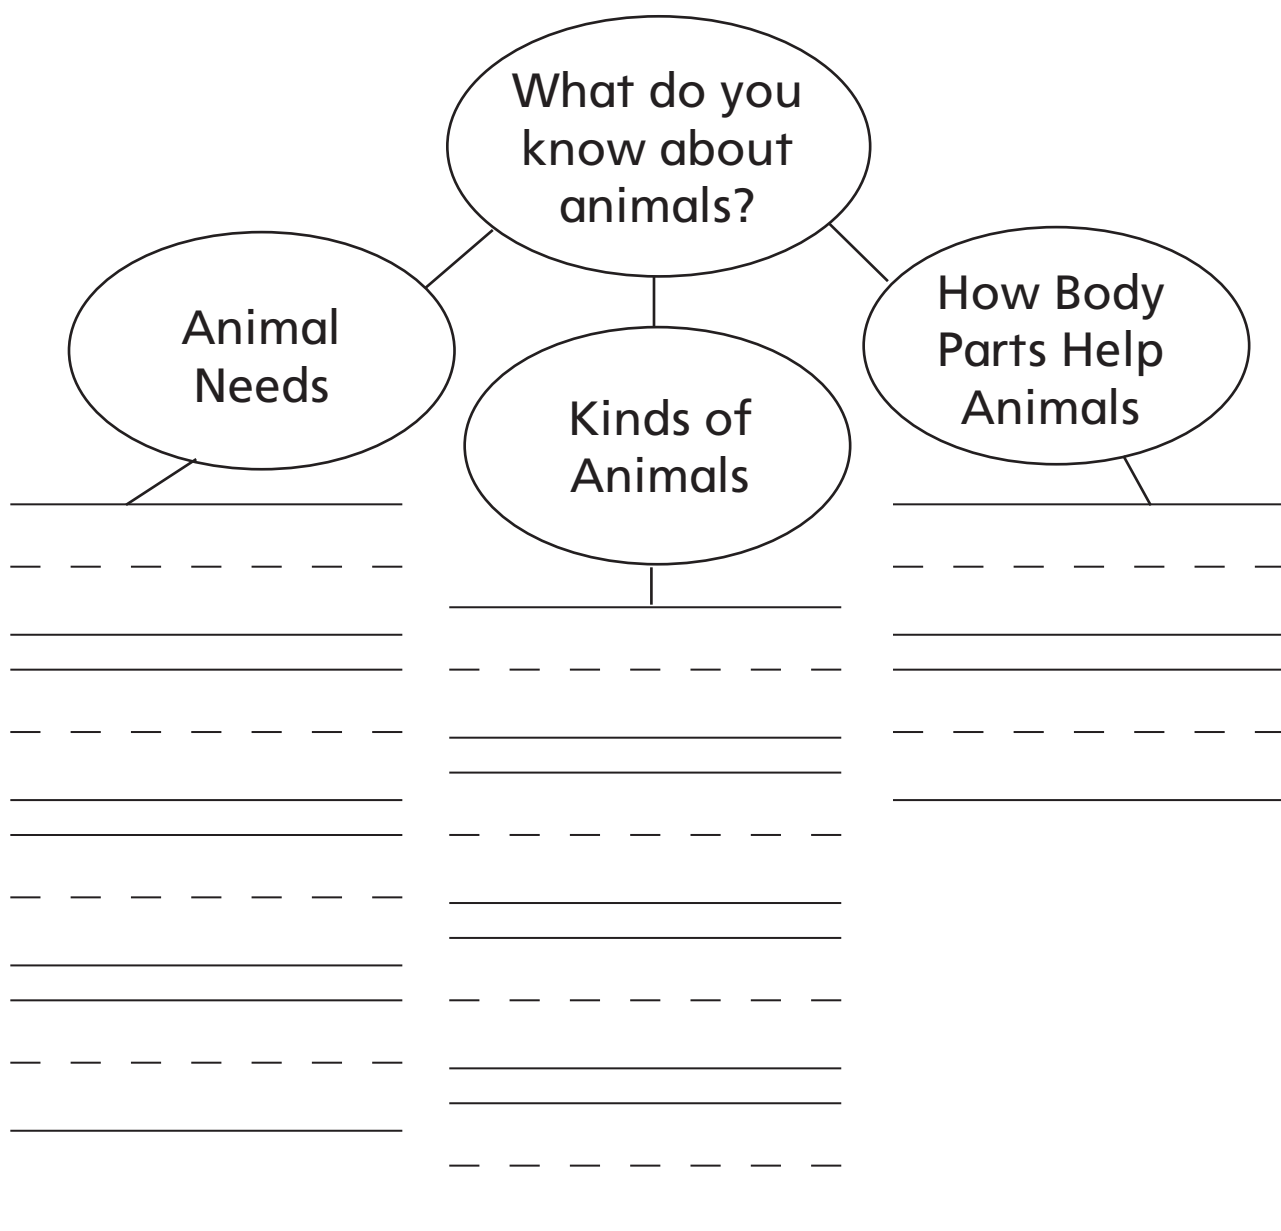 What do you
know about
animals?
Animal
Needs
Kinds of
Animals
How Body
Parts Help
Animals